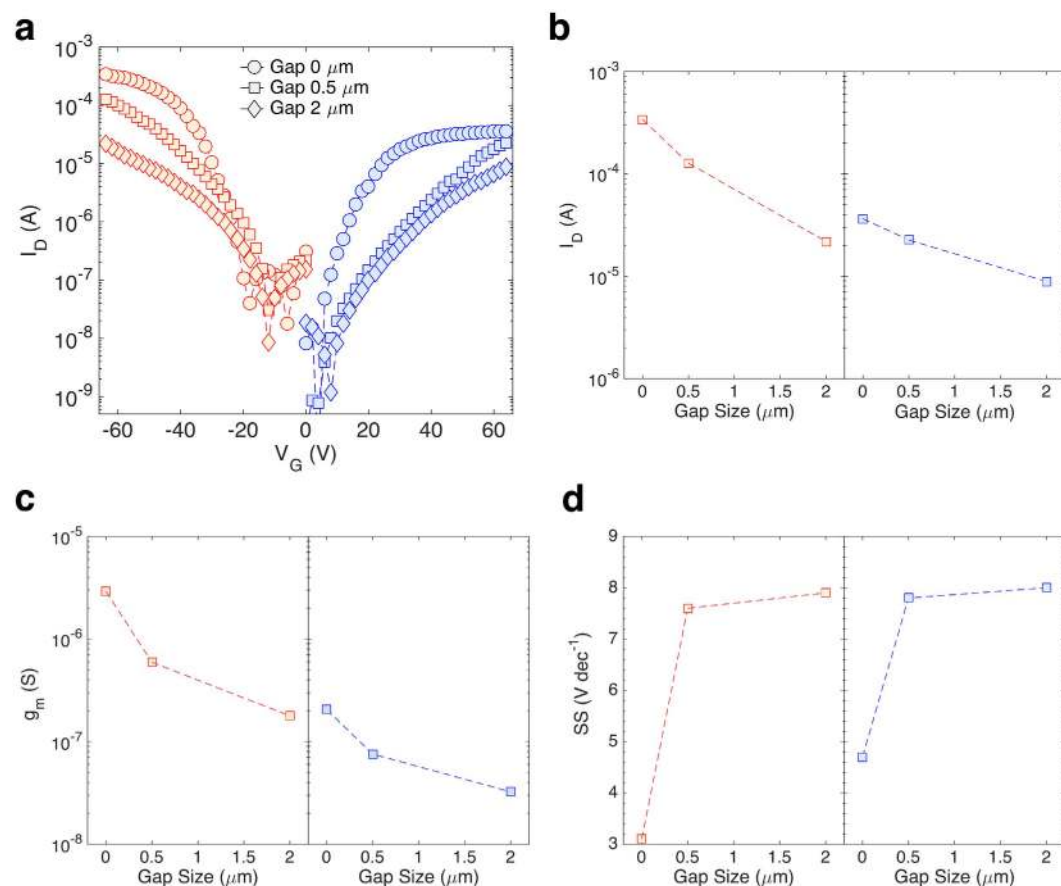 a
10^-3
10^-4
10^-5
10^-6
10^-7
10^-8
10^-9
I_D (A)
Gap 0 μm
Gap 0.5 μm
Gap 2 μm
-60 -40 -20 0 20 40 60
V_G (V)
b
10^-3
10^-4
10^-5
10^-6
I_D (A)
0 0.5 1 1.5 2 0 0.5 1 1.5 2
Gap Size (μm) Gap Size (μm)
c
10^-5
10^-6
10^-7
10^-8
g_m (S)
0 0.5 1 1.5 2 0 0.5 1 1.5 2
Gap Size (μm) Gap Size (μm)
d
9
8
7
6
5
4
3
SS (V dec^-1)
0 0.5 1 1.5 2 0 0.5 1 1.5 2
Gap Size (μm) Gap Size (μm)